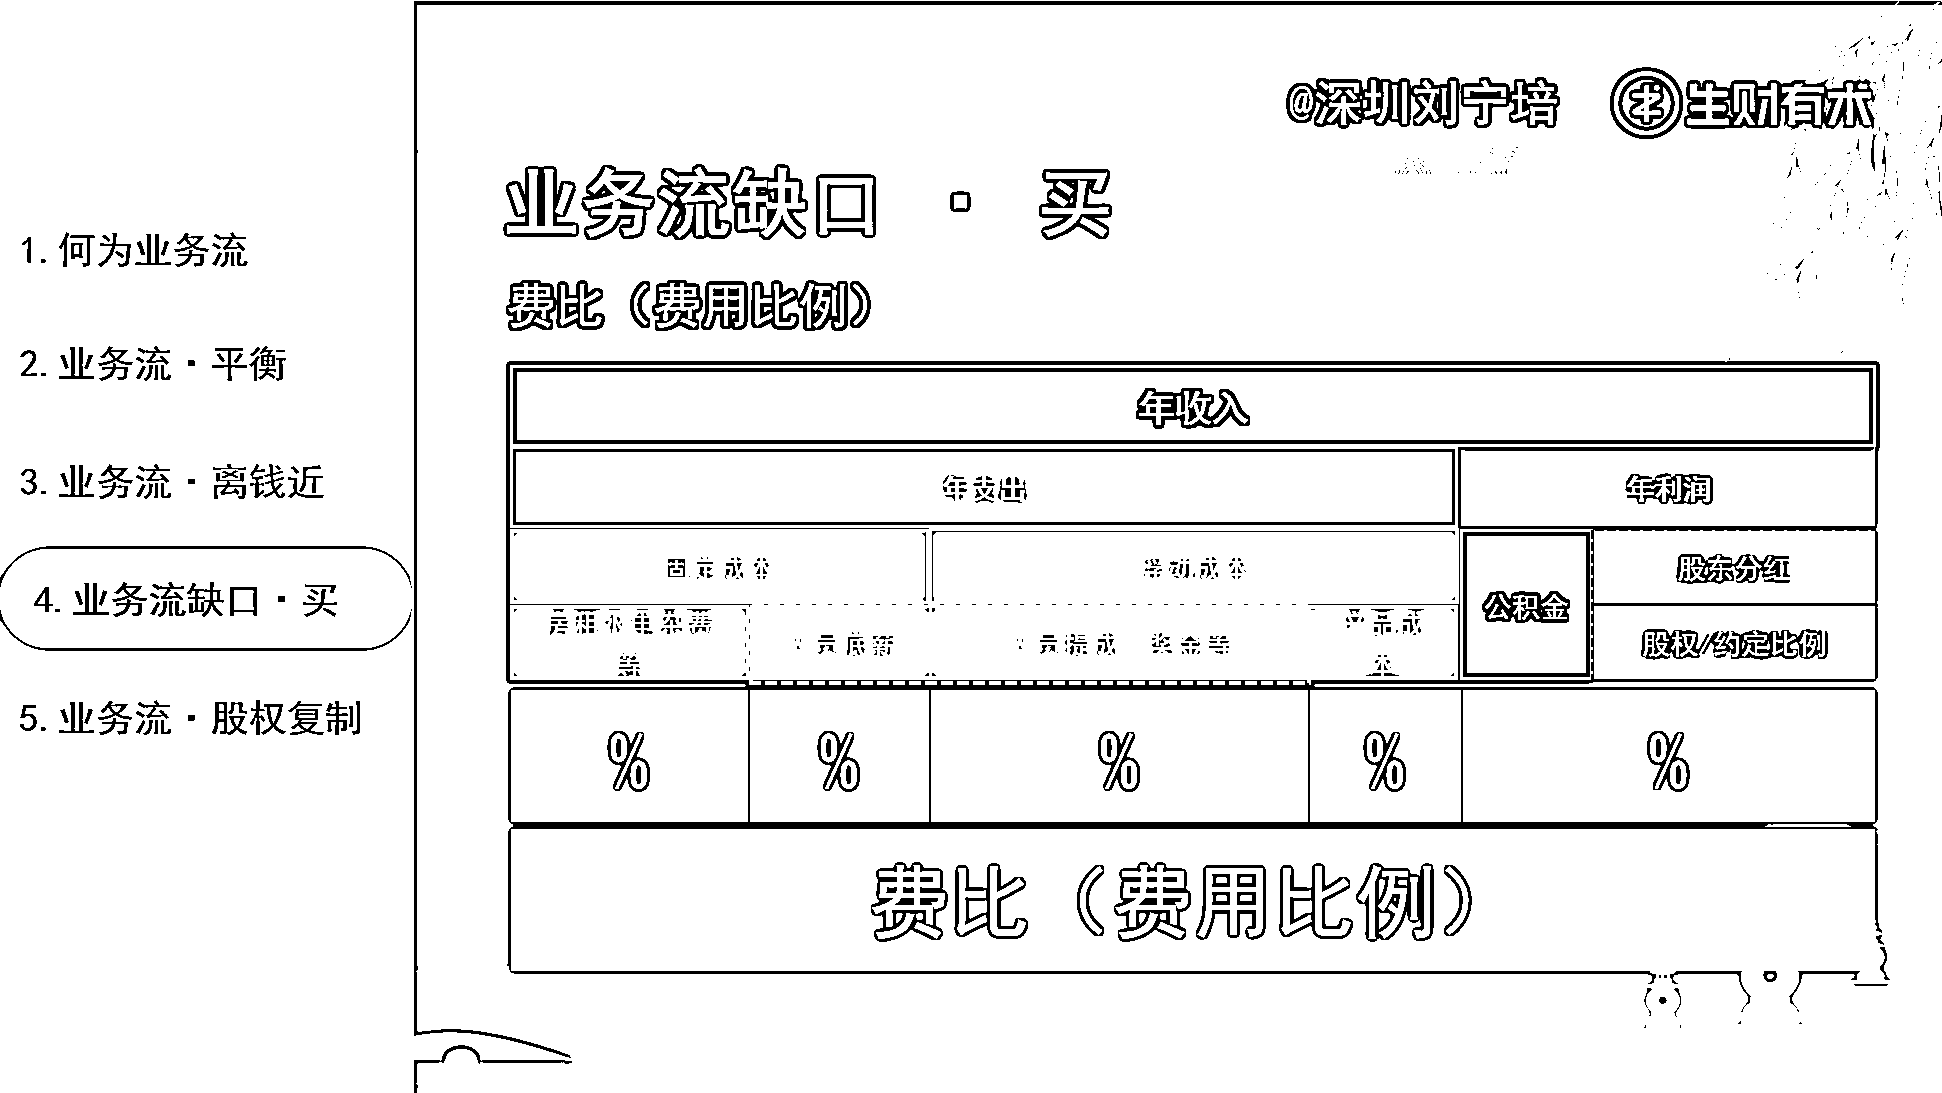 @深圳刘宁培 生财有术
业务流缺口 · 买
1.何为业务流
费比（费用比例）
2.业务流·平衡
年收入
3.业务流·离钱近
年支出 年利润
固定成本 浮动成本 公积金 股东分红
4.业务流缺口·买
房租水电杂费等 员底薪 员提成 奖金等 产品成本 股权/约定比例
5.业务流·股权复制
% % % % %
费比（费用比例）